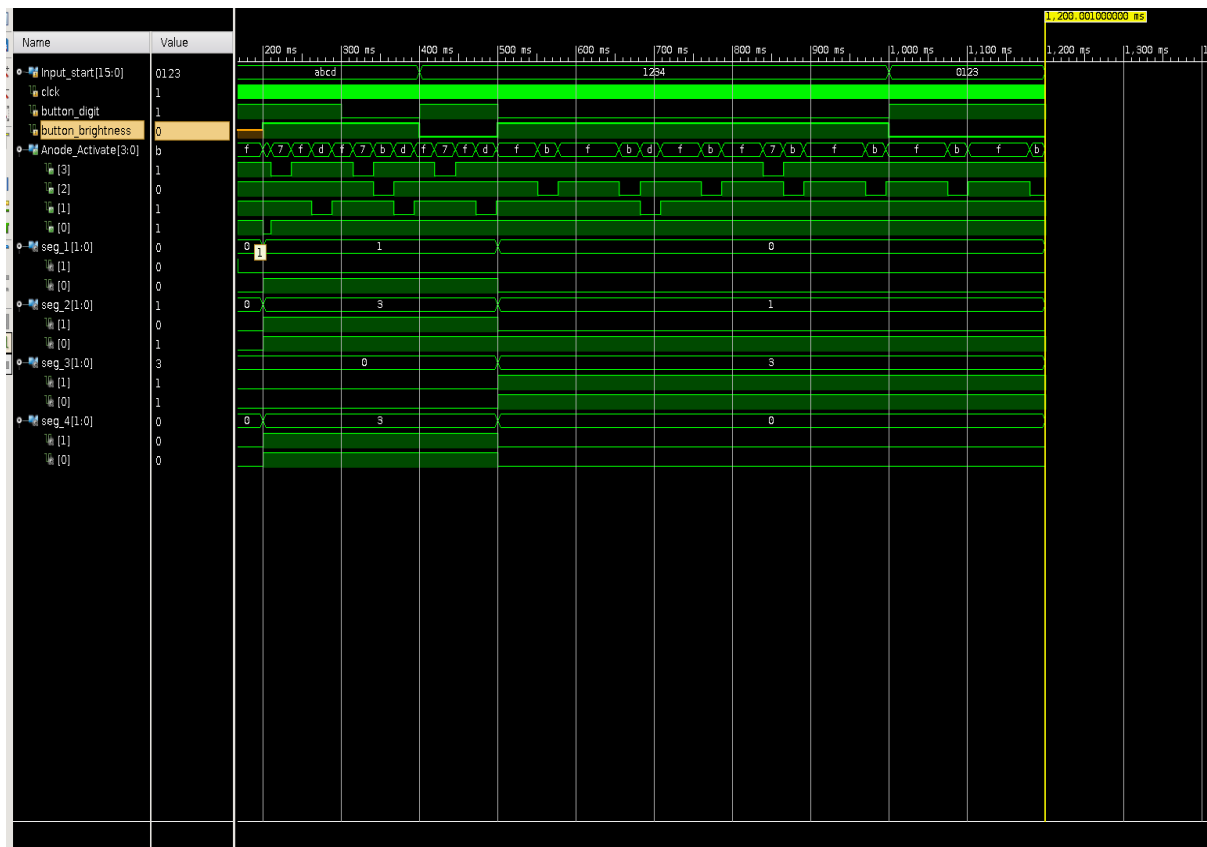 1,200.001000000 ms
Name Value
200 ms 300 ms 400 ms 500 ms 600 ms 700 ms 800 ms 900 ms 1,000 ms 1,100 ms 1,200 ms 1,300 ms
Input_start[15:0] 0123 abcd 1234 0123
clck 1
button_digit 1
button_brightness 0
Anode_Activate[3:0] b f 7 f d f 7 b d f 7 f d f b f b d f b f 7 b f b f b f b
[3] 1
[2] 0
[1] 1
[0] 1
seg_1[1:0] 0 0 1 0
1
[1] 0
[0] 0
seg_2[1:0] 1 0 3 1
[1] 0
[0] 1
seg_3[1:0] 3 0 3
[1] 1
[0] 1
seg_4[1:0] 0 0 3 0
[1] 0
[0] 0